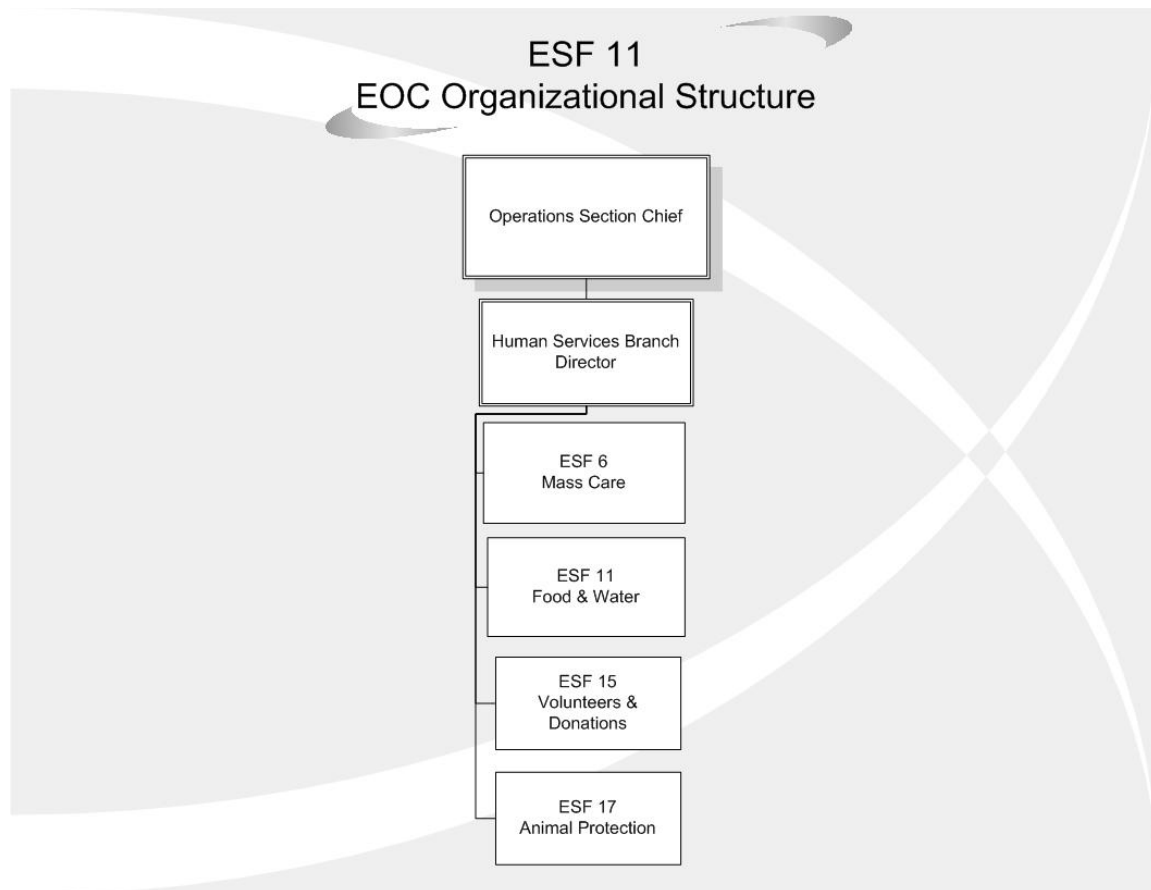 ESF 11
EOC Organizational Structure
Operations Section Chief
Human Services Branch
Director
ESF 6
Mass Care
ESF 11
Food & Water
ESF 15
Volunteers &
Donations
ESF 17
Animal Protection